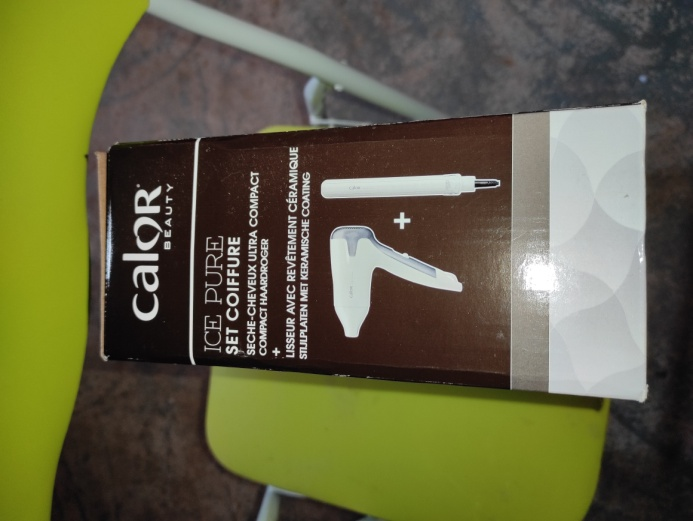 calor®
BEAUTY
ICE PURE
SET COIFFURE
SECHE-CHEVEUX ULTRA COMPACT
COMPACT HAARDROGER
+
LISSEUR AVEC REVÊTEMENT CÉRAMIQUE
STIJLPLATEN MET KERAMISCHE COATING
+